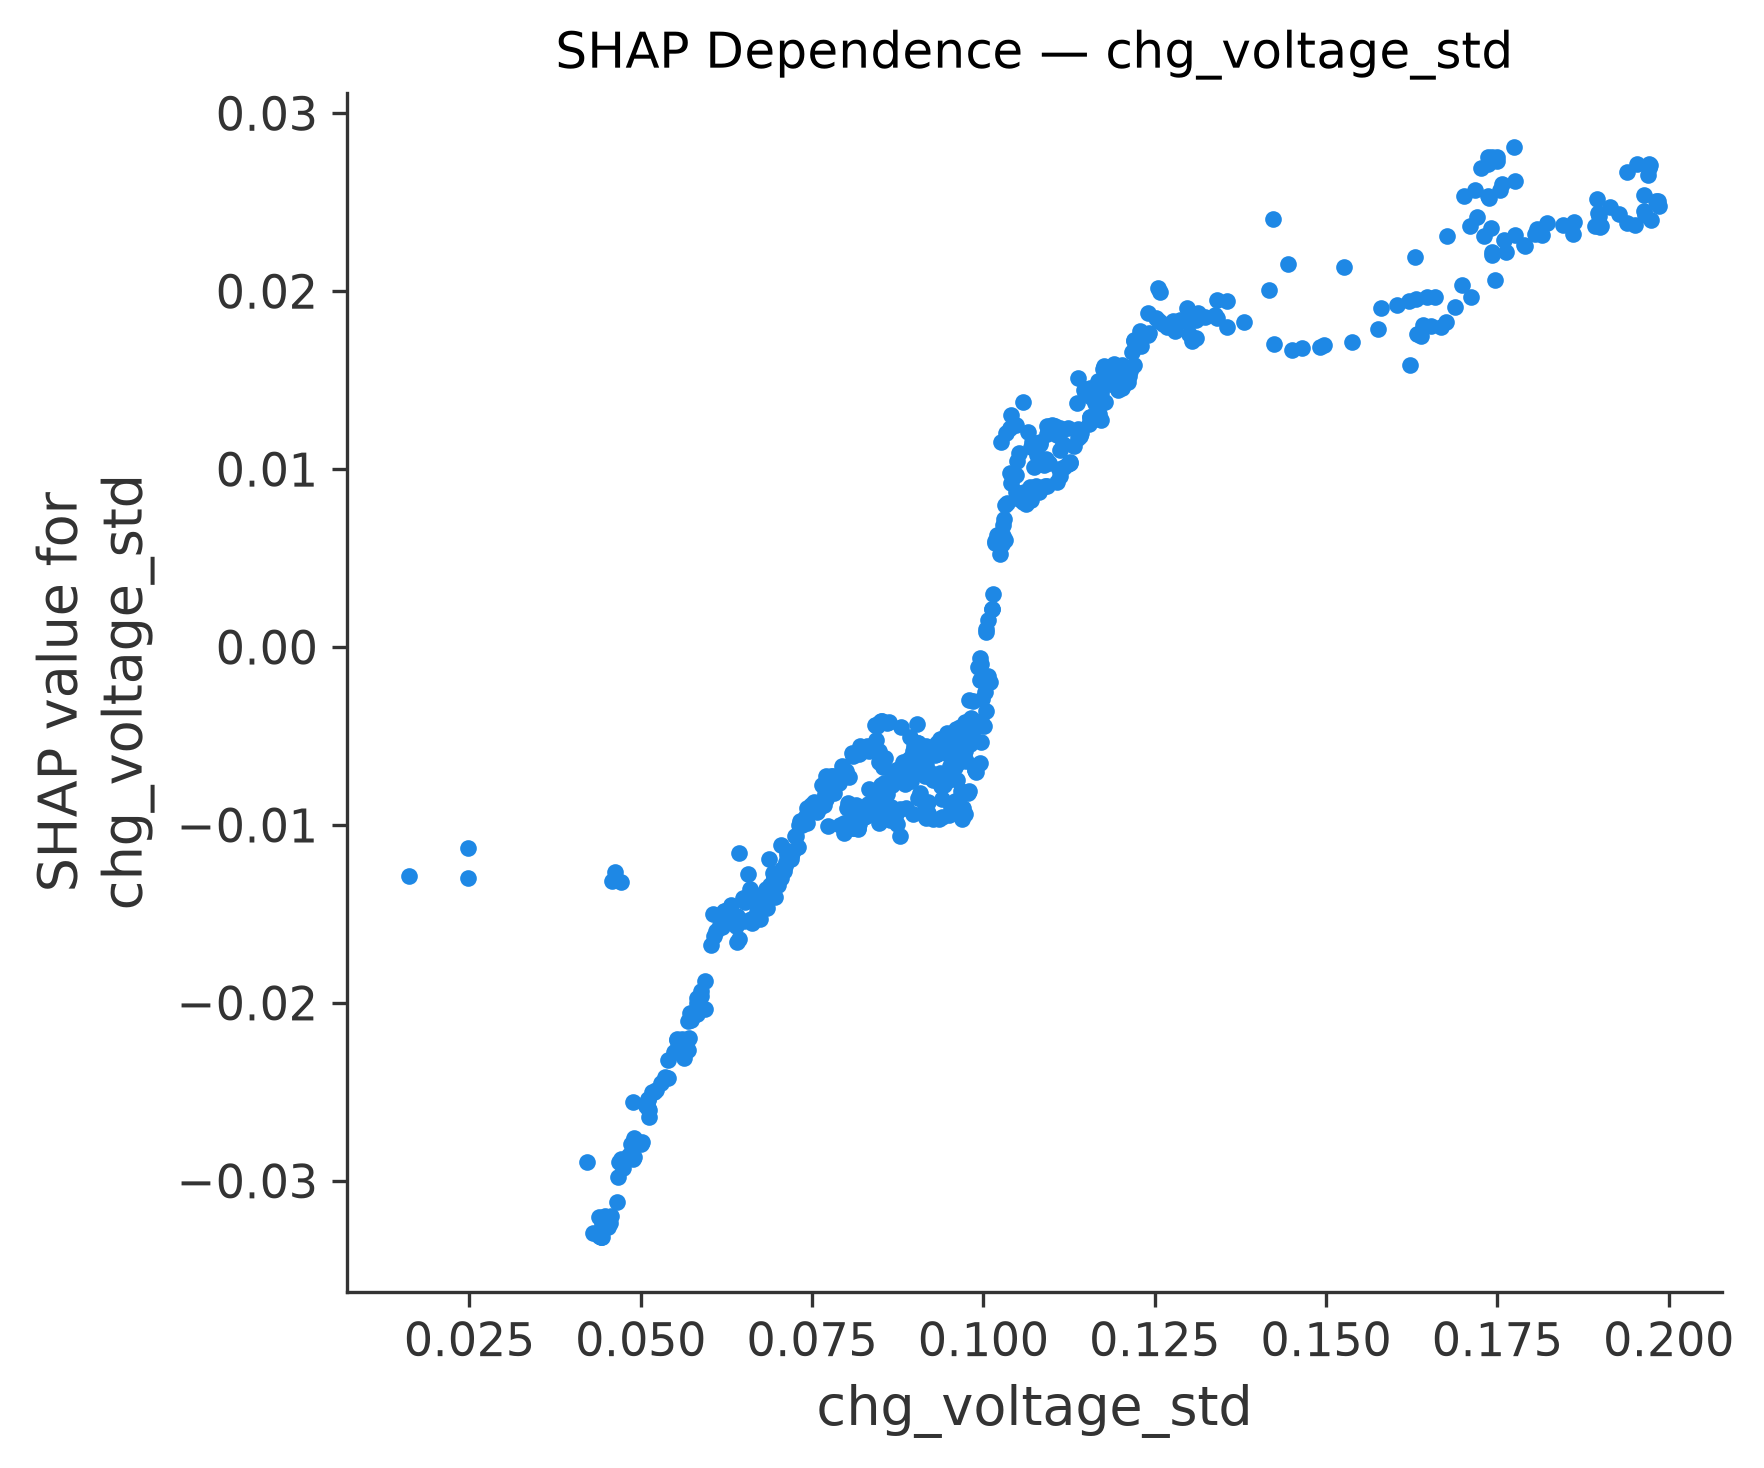 SHAP Dependence — chg_voltage_std
0.03
0.02
0.01
0.00
−0.01
−0.02
−0.03
SHAP value for
chg_voltage_std
0.025 0.050 0.075 0.100 0.125 0.150 0.175 0.200
chg_voltage_std